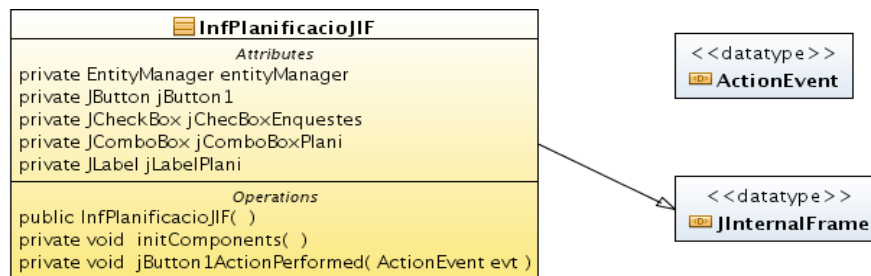 InfPlanificacioJIF
Attributes
private EntityManager entityManager
private JButton jButton1
private JCheckBox jChecBoxEnquestes
private JComboBox jComboBoxPlani
private JLabel jLabelPlani
Operations
public InfPlanificacioJIF( )
private void initComponents( )
private void jButton1ActionPerformed( ActionEvent evt )
<<datatype>>
<D> ActionEvent
<<datatype>>
<D> JInternalFrame